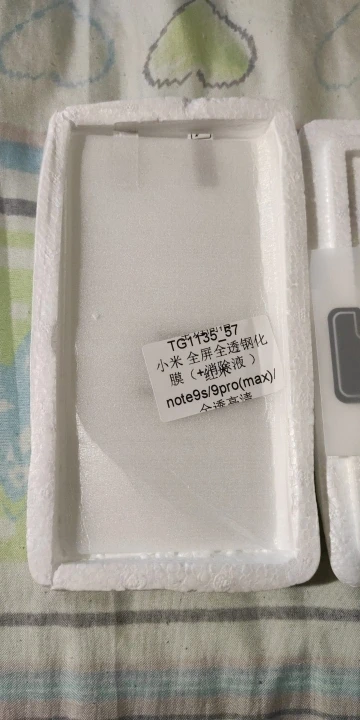 TG1135_57
小米 全屏全透钢化
膜（+消除液 ）
note9s/9pro(max)/
全透高清